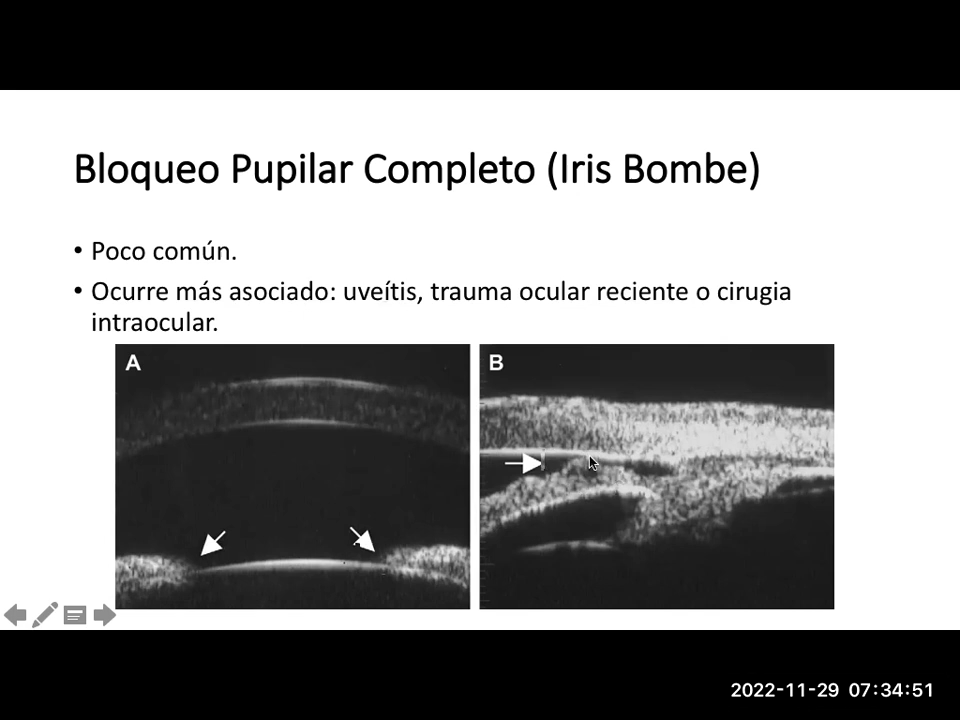 Bloqueo Pupilar Completo (Iris Bombe)
• Poco común.
• Ocurre más asociado: uveítis, trauma ocular reciente o cirugia
intraocular.
A
B
2022-11-29 07:34:51